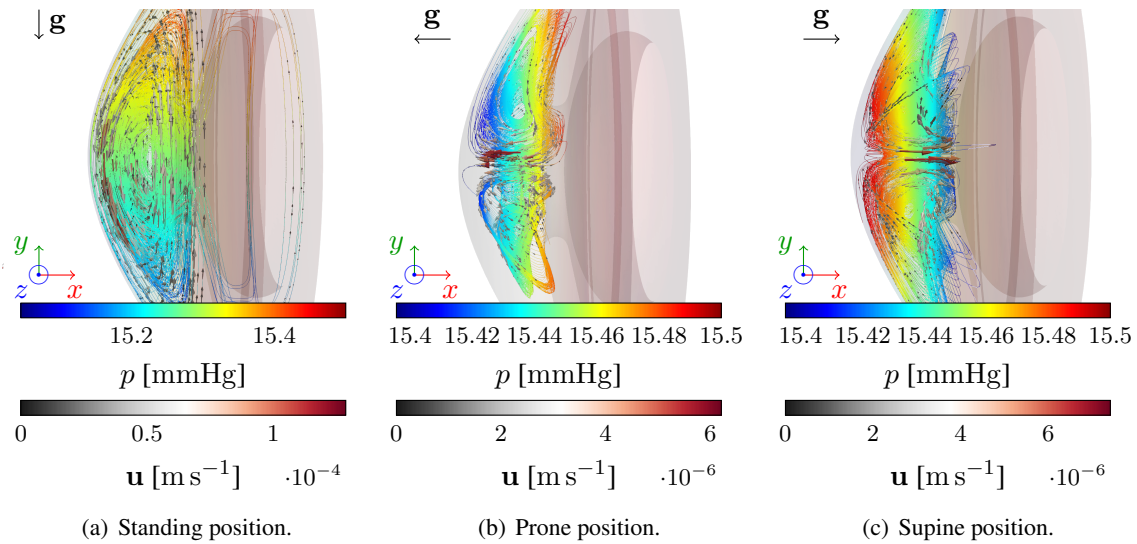 g
y
z
x
15.2 15.4
p [mmHg]
0 0.5 1
u [m s⁻¹] ·10⁻⁴
(a) Standing position.
g
y
z
x
15.4 15.42 15.44 15.46 15.48 15.5
p [mmHg]
0 2 4 6
u [m s⁻¹] ·10⁻⁶
(b) Prone position.
g
y
z
x
15.4 15.42 15.44 15.46 15.48 15.5
p [mmHg]
0 2 4 6
u [m s⁻¹] ·10⁻⁶
(c) Supine position.